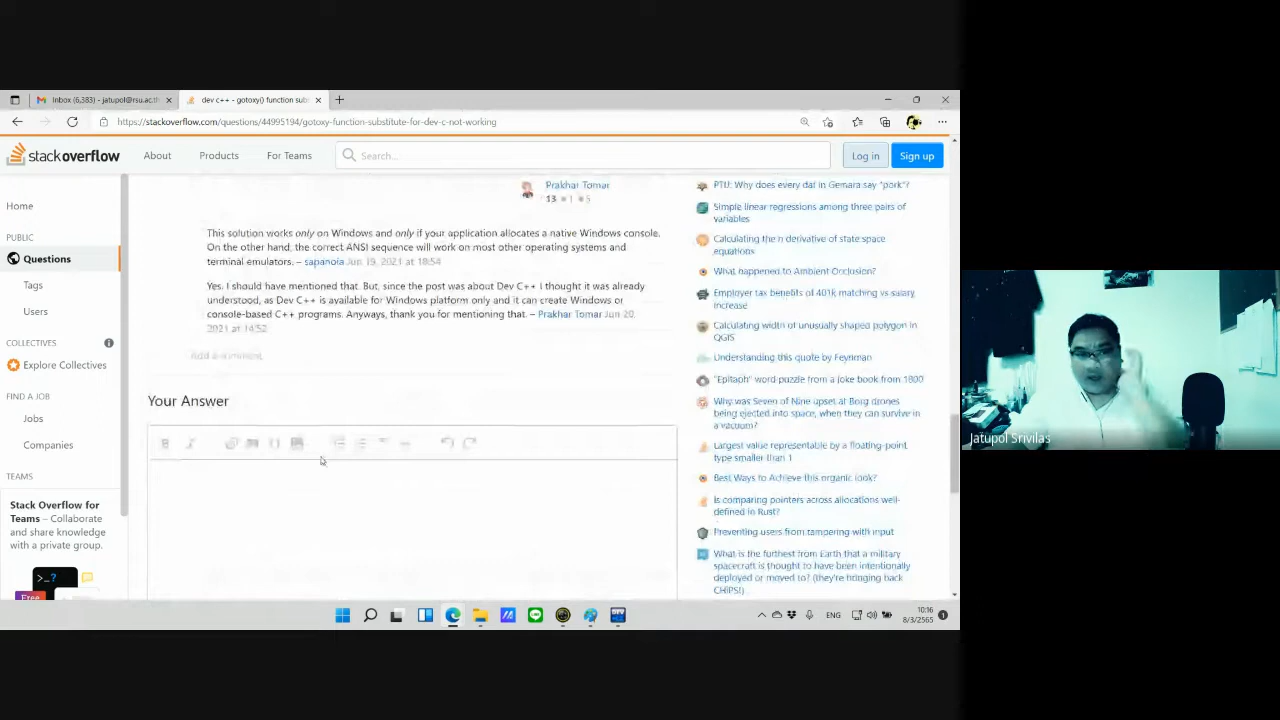 Inbox (6,383) - jatupol@rsu.ac.th
dev c++ - gotoxy() function sub
https://stackoverflow.com/questions/44995194/gotoxy-function-substitute-for-dev-c-not-working
stackoverflow
About
Products
For Teams
Search...
Log in
Sign up
Home
PUBLIC
Questions
Tags
Users
COLLECTIVES
Explore Collectives
FIND A JOB
Jobs
Companies
TEAMS
Stack Overflow for
Teams – Collaborate
and share knowledge
with a private group.
>_?
Free
Prakhar Tomar
13 1 5
This solution works only on Windows and only if your application allocates a native Windows console.
On the other hand, the correct ANSI sequence will work on most other operating systems and
terminal emulators. – sapanoia Jun 19, 2021 at 18:54
Yes. I should have mentioned that. But, since the post was about Dev C++ I thought it was already
understood, as Dev C++ is available for Windows platform only and it can create Windows or
console-based C++ programs. Anyways, thank you for mentioning that. – Prakhar Tomar Jun 20,
2021 at 14:52
Add a comment
Your Answer
B I
PTIJ: Why does every daf in Gemara say "pork"?
Simple linear regressions among three pairs of
variables
Calculating the n derivative of state space
equations
What happened to Ambient Occlusion?
Employer tax benefits of 401k matching vs salary
increase
Calculating width of unusually shaped polygon in
QGIS
Understanding this quote by Feynman
"Epitaph" word puzzle from a joke book from 1800
Why was Seven of Nine upset at Borg drones
being ejected into space, when they can survive in
a vacuum?
Largest value representable by a floating-point
type smaller than 1
Best Ways to Achieve this organic look?
Is comparing pointers across allocations well-
defined in Rust?
Preventing users from tampering with input
What is the furthest from Earth that a military
spacecraft is thought to have been intentionally
deployed or moved to? (they're bringing back
CHIPS!)
ENG
10:16
8/3/2565
Jatupol Srivilas